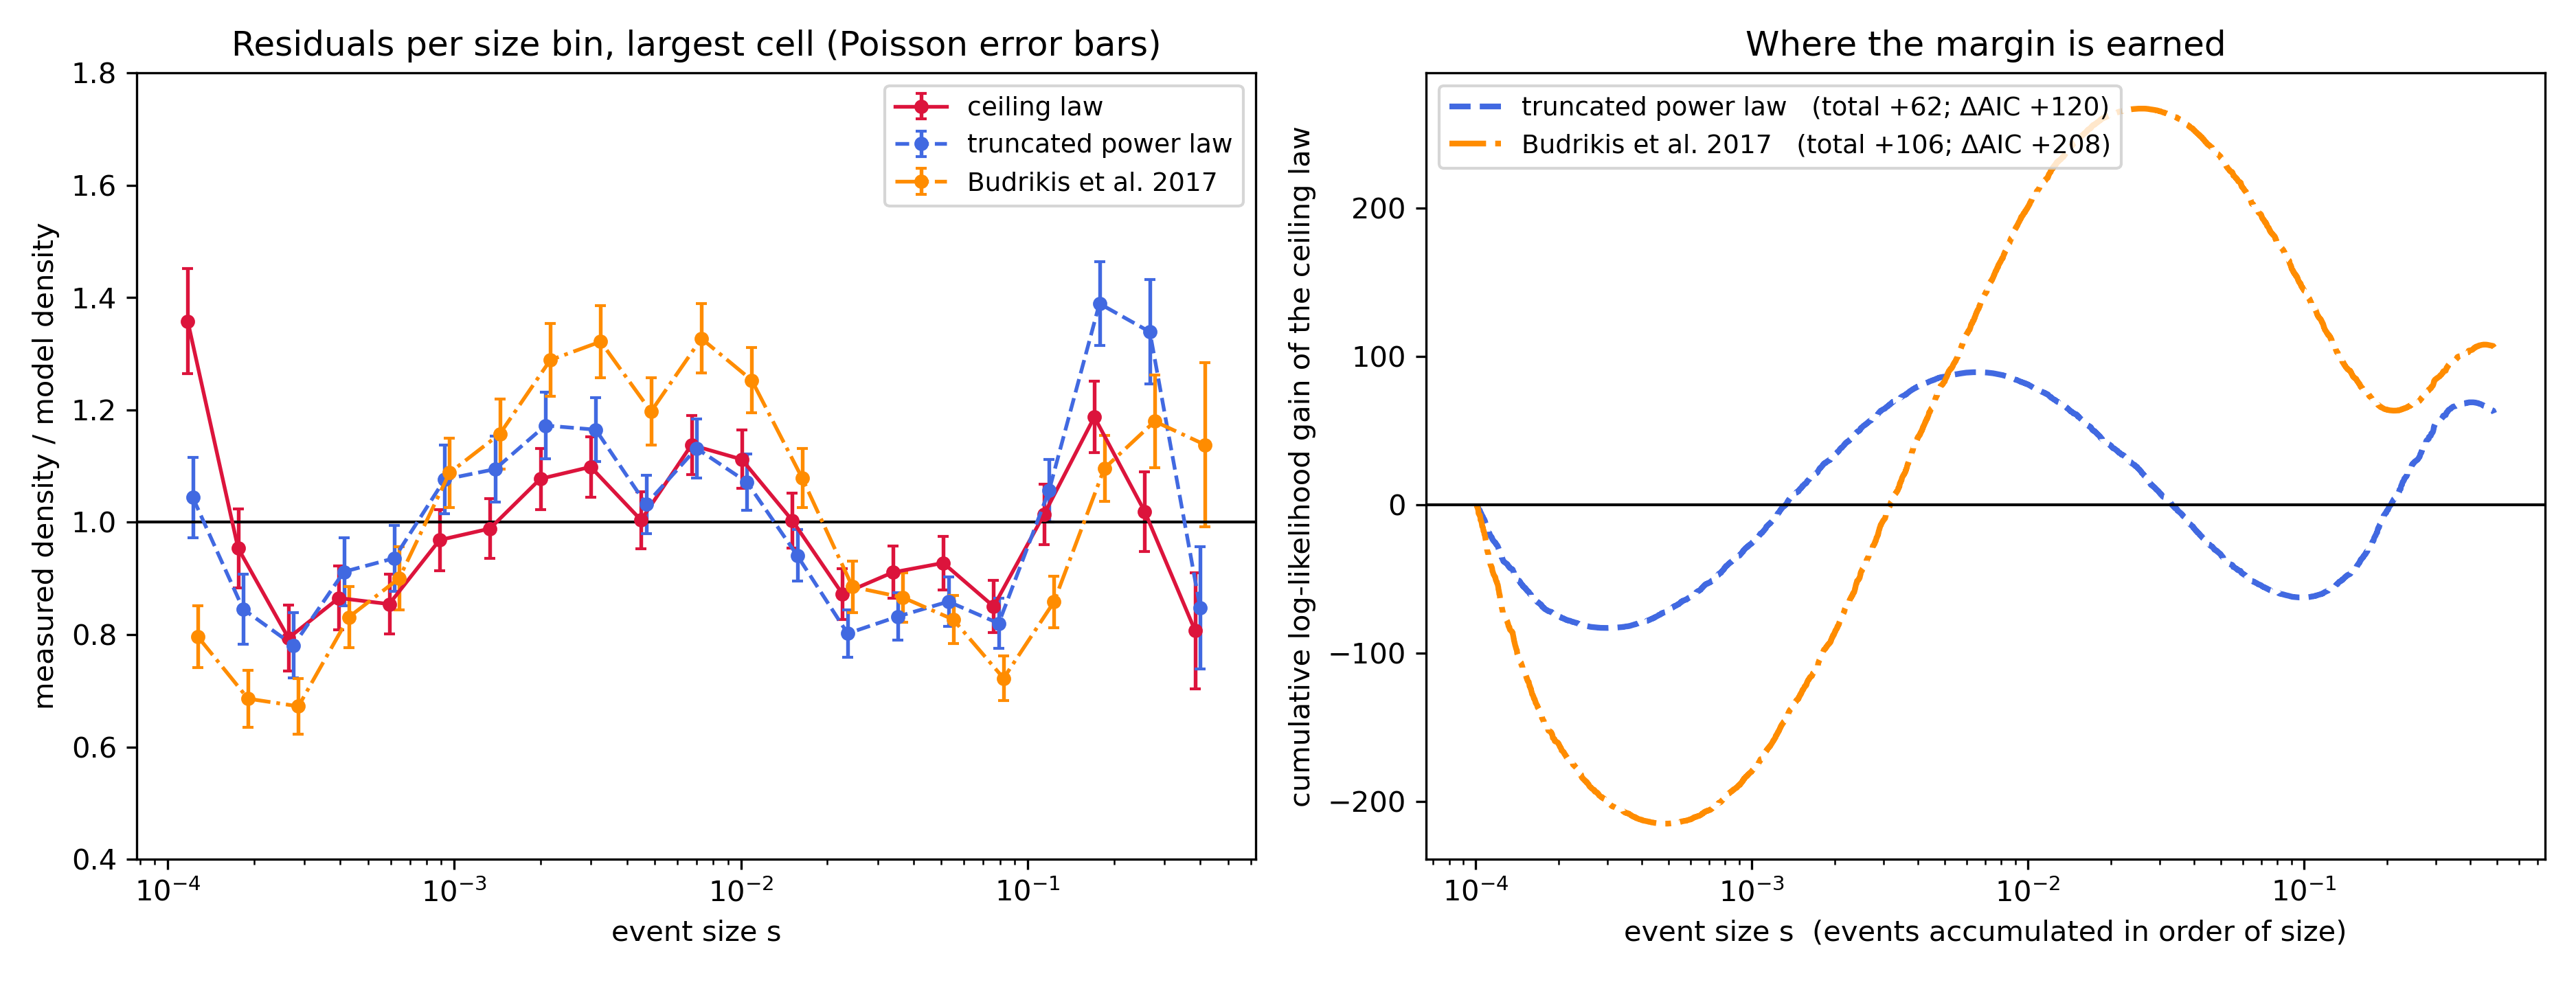 Residuals per size bin, largest cell (Poisson error bars)
measured density / model density
1.8
1.6
1.4
1.2
1.0
0.8
0.6
0.4
ceiling law
truncated power law
Budrikis et al. 2017
10⁻⁴
10⁻³
10⁻²
10⁻¹
event size s
Where the margin is earned
cumulative log-likelihood gain of the ceiling law
200
100
0
−100
−200
truncated power law (total +62; ΔAIC +120)
Budrikis et al. 2017 (total +106; ΔAIC +208)
10⁻⁴
10⁻³
10⁻²
10⁻¹
event size s (events accumulated in order of size)